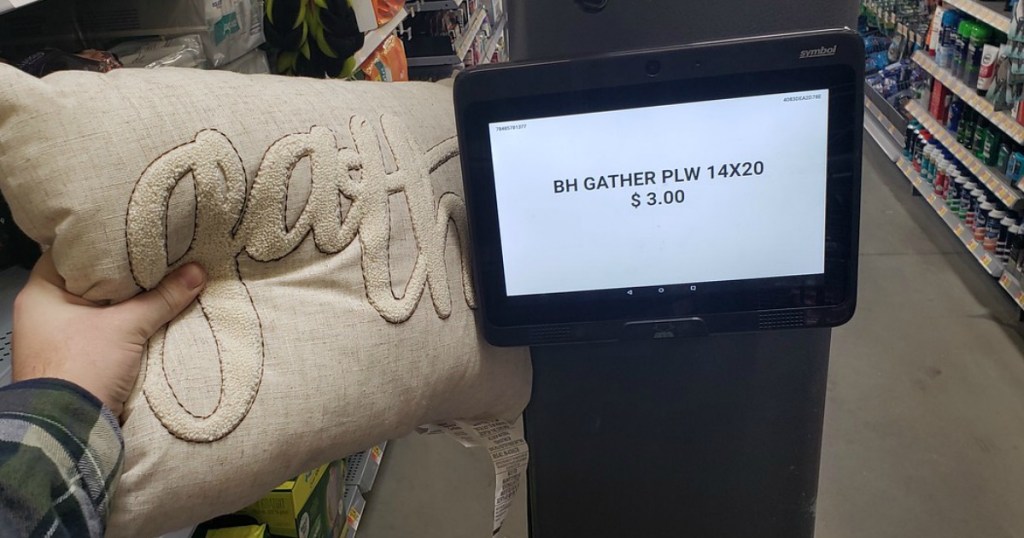 gath
symbol
BH GATHER PLW 14X20
$ 3.00